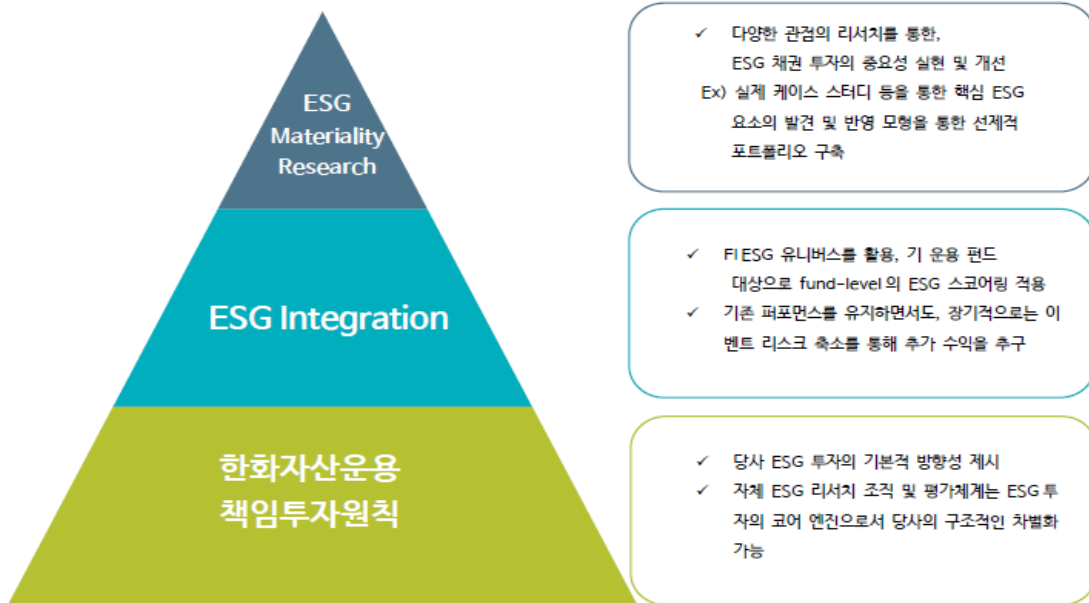 ESG
Materiality
Research
✓ 다양한 관점의 리서치를 통한,
ESG 채권 투자의 중요성 실현 및 개선
Ex) 실제 케이스 스터디 등을 통한 핵심 ESG
요소의 발견 및 반영 모형을 통한 선제적
포트폴리오 구축
ESG Integration
✓ FI ESG 유니버스를 활용, 기 운용 펀드
대상으로 fund-level 의 ESG 스코어링 적용
✓ 기존 퍼포먼스를 유지하면서도, 장기적으로는 이
벤트 리스크 축소를 통해 추가 수익을 추구
한화자산운용
책임투자원칙
✓ 당사 ESG 투자의 기본적 방향성 제시
✓ 자체 ESG 리서치 조직 및 평가체계는 ESG 투
자의 코어 엔진으로서 당사의 구조적인 차별화
가능